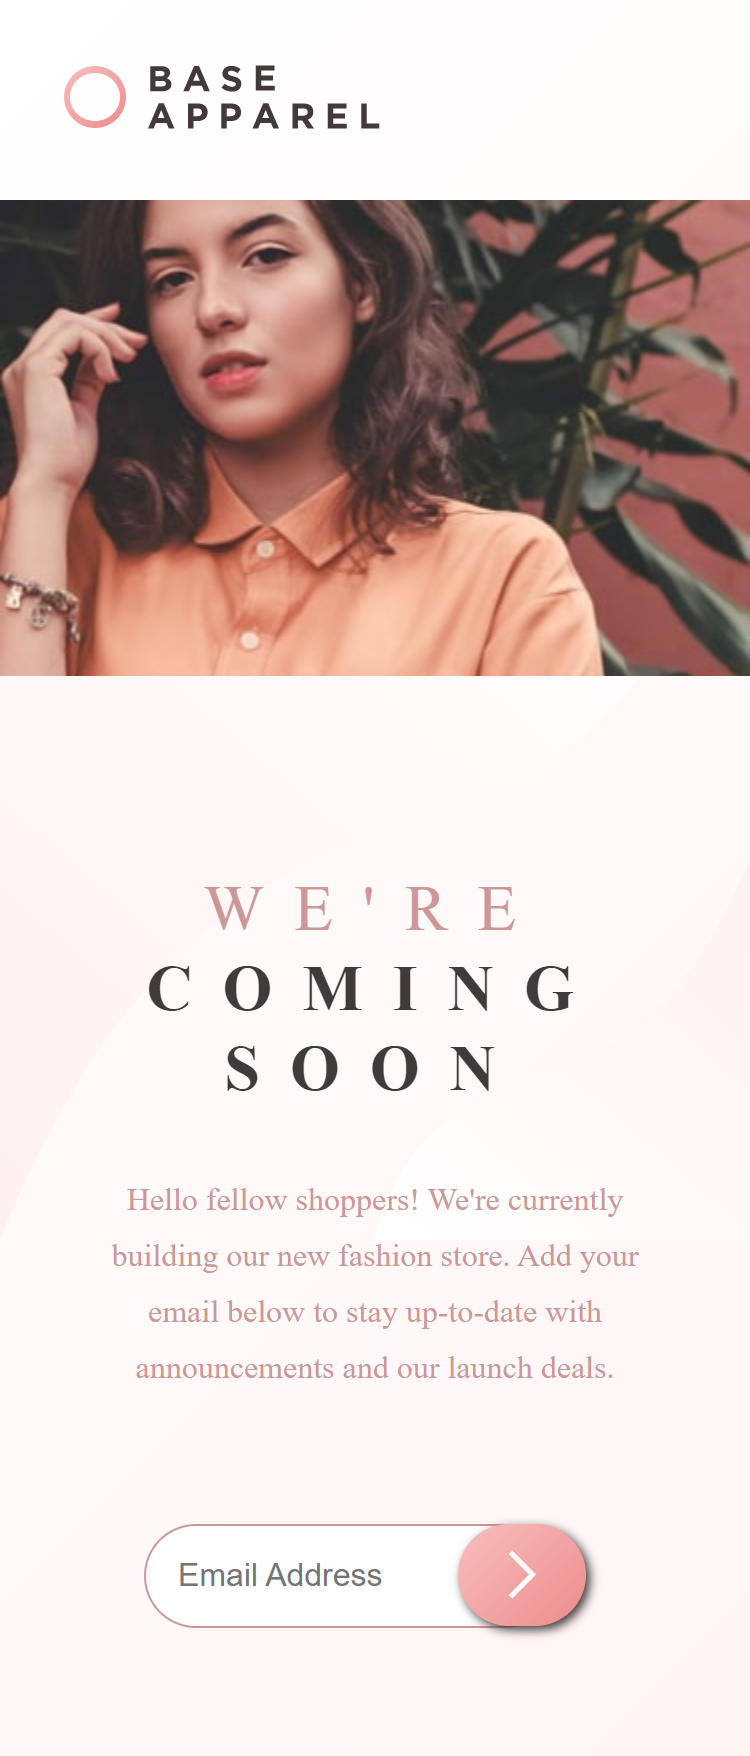 BASE
APPAREL
WE'RE
COMING
SOON
Hello fellow shoppers! We're currently
building our new fashion store. Add your
email below to stay up-to-date with
announcements and our launch deals.
Email Address